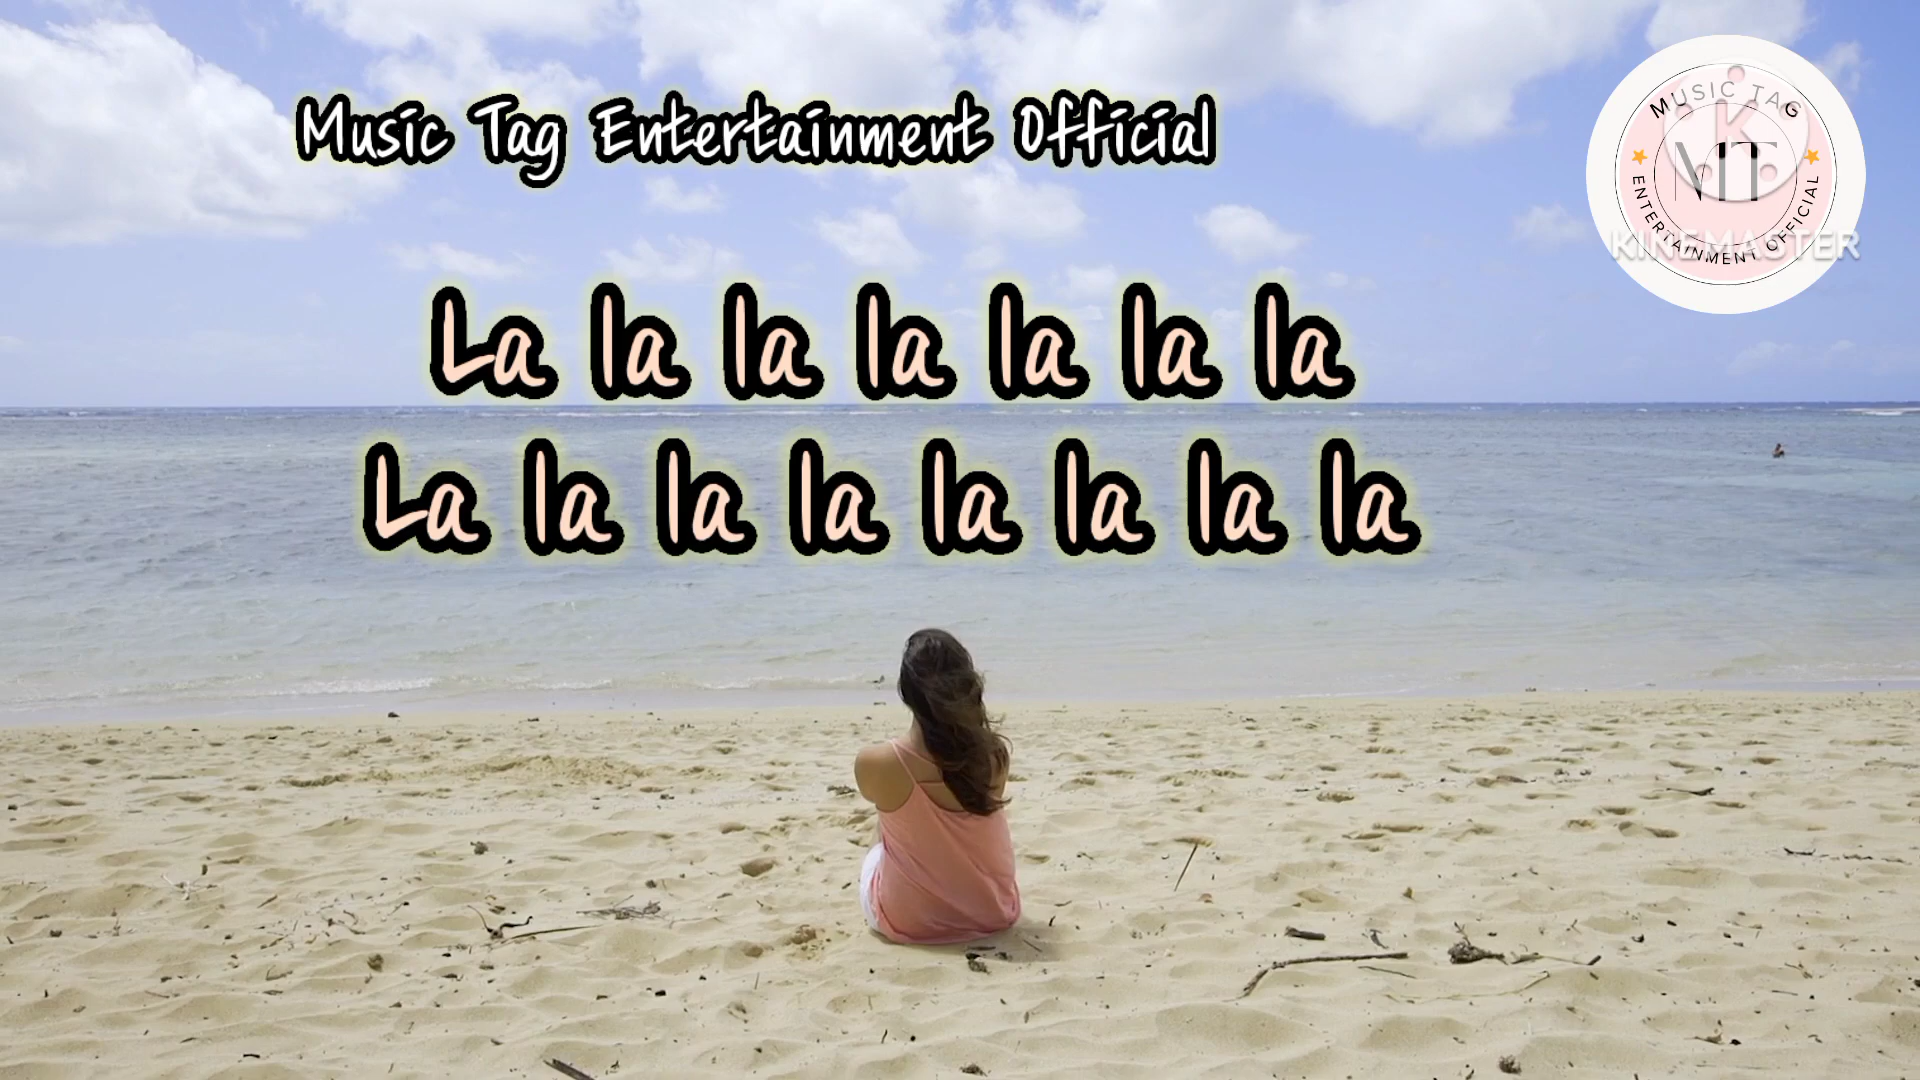 Music Tag Entertainment Official
MUSIC TAG
K
MT
ENTERTAINMENT OFFICIAL
KINEMASTER
La la la la la la la
La la la la la la la la